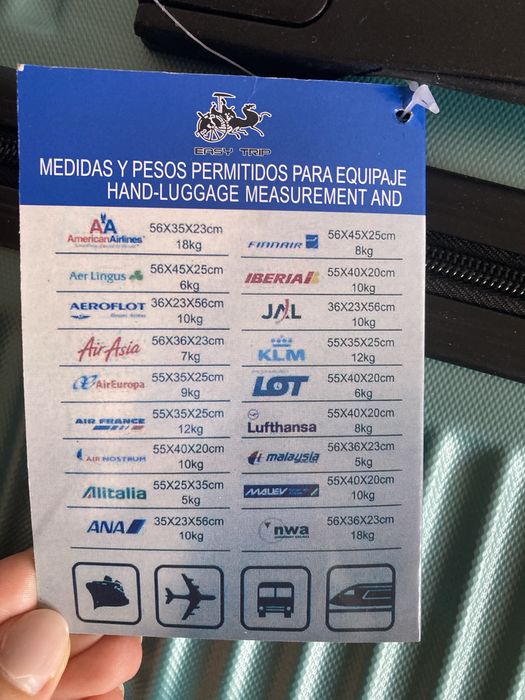 EASY TRIP
MEDIDAS Y PESOS PERMITIDOS PARA EQUIPAJE
HAND-LUGGAGE MEASUREMENT AND
AA
AmericanAirlines
56X35X23cm
18kg
Aer Lingus
56X45X25cm
6kg
AEROFLOT
36X23X56cm
10kg
AirAsia
56X36X23cm
7kg
AirEuropa
55X35X25cm
9kg
AIR FRANCE
55X35X25cm
12kg
AIR NOSTRUM
55X40X20cm
10kg
Alitalia
55X25X35cm
5kg
ANA
35X23X56cm
10kg
FINNAIR
56X45X25cm
8kg
IBERIA
55X40X20cm
10kg
JAL
36X23X56cm
10kg
KLM
55X35X25cm
12kg
LOT
55X40X20cm
6kg
Lufthansa
55X40X20cm
8kg
malaysia
56X36X23cm
5kg
MALEV
55X40X20cm
10kg
nwa
56X36X23cm
18kg